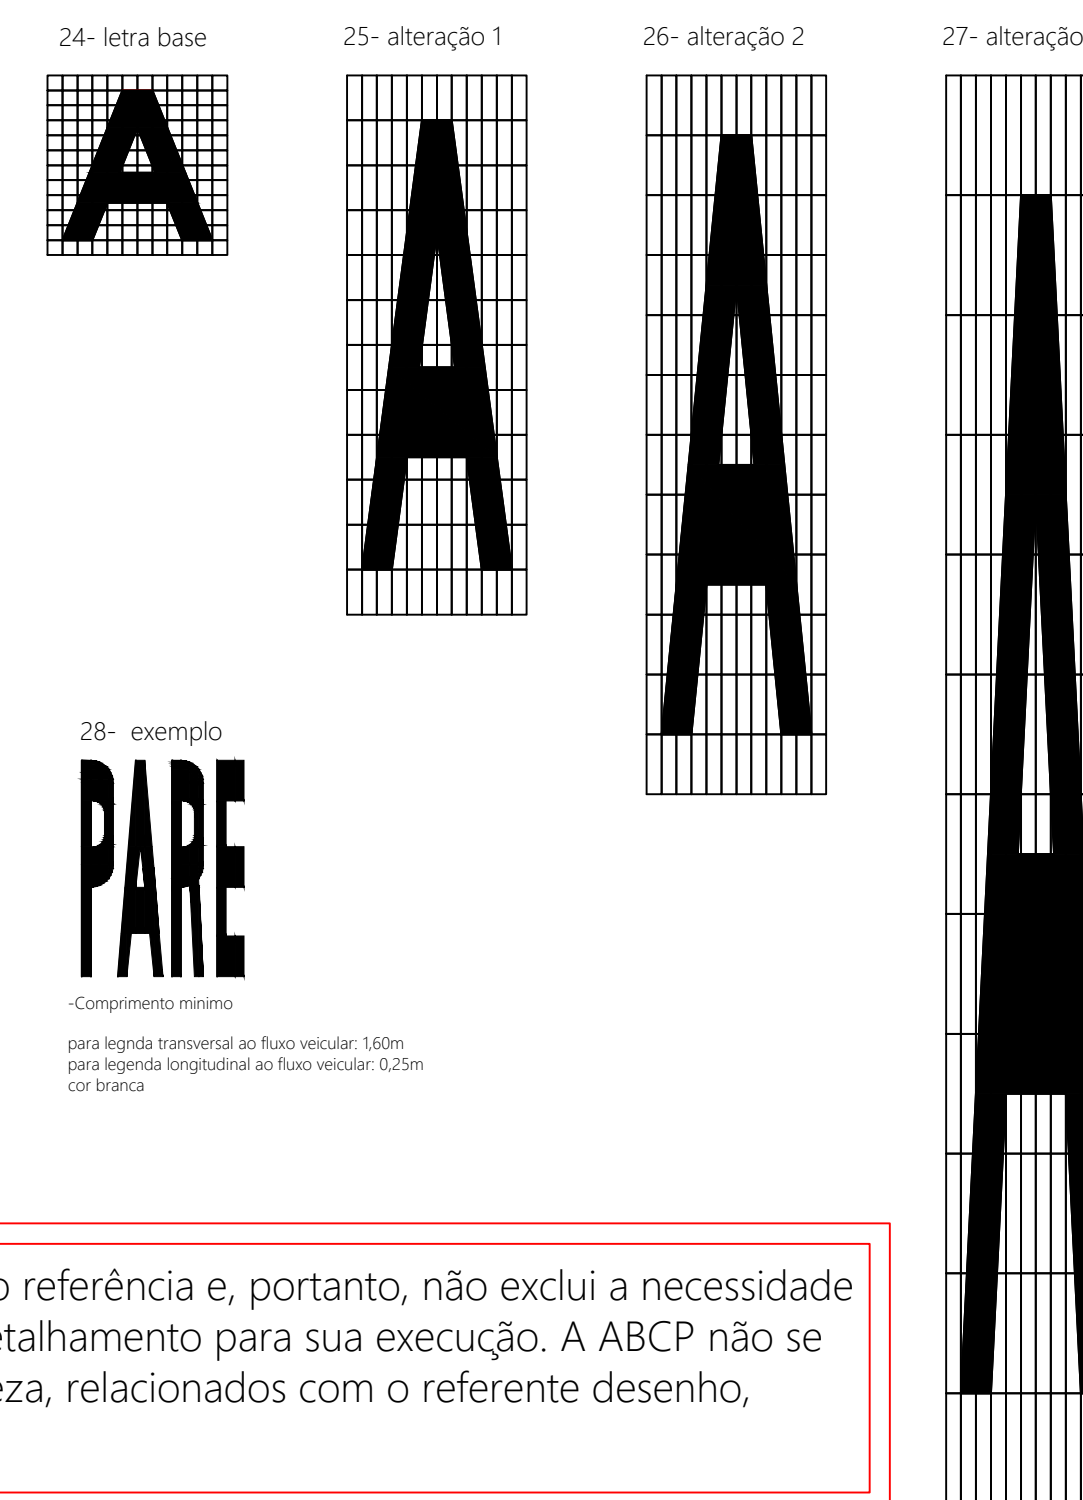 24- letra base
25- alteração 1
26- alteração 2
27- alteração
A
A
A
A
28- exemplo
PARE
-Comprimento minimo
para legnda transversal ao fluxo veicular: 1,60m
para legenda longitudinal ao fluxo veicular: 0,25m
cor branca
o referência e, portanto, não exclui a necessidade
etalhamento para sua execução. A ABCP não se
eza, relacionados com o referente desenho,